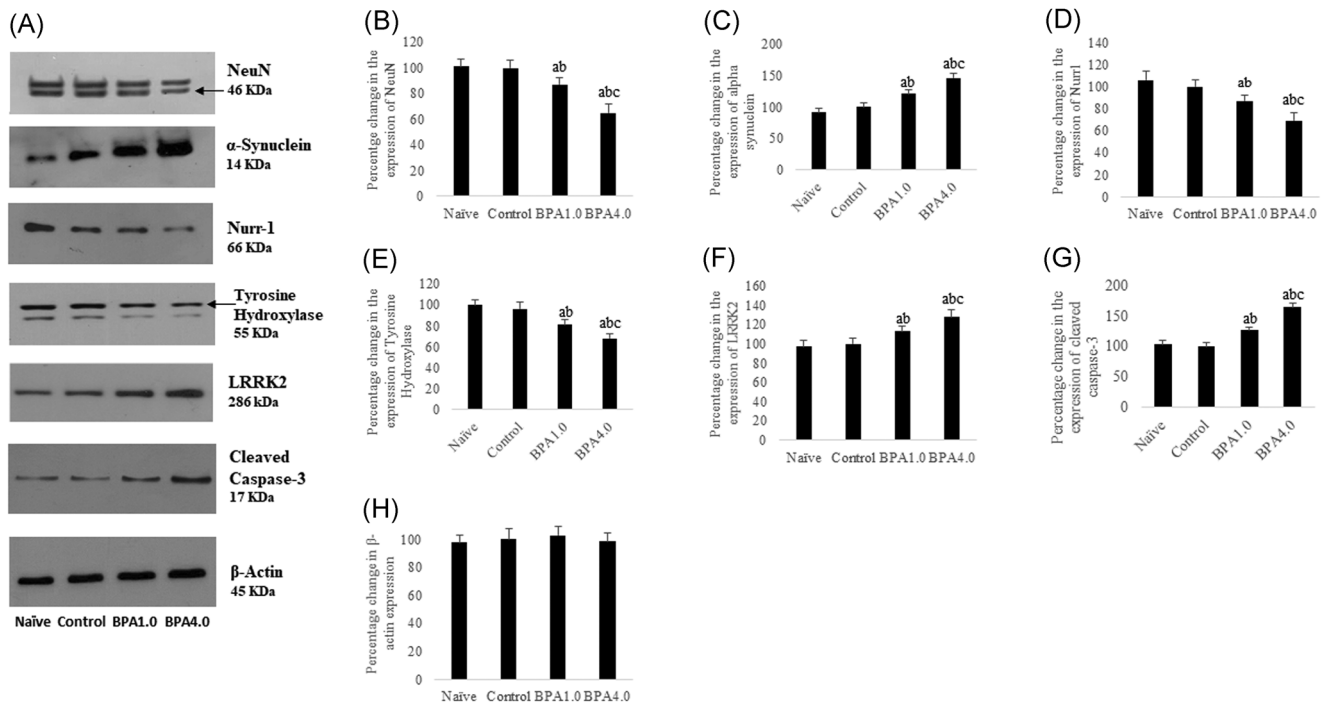 (A)
NeuN
46 KDa
α-Synuclein
14 KDa
Nurr-1
66 KDa
Tyrosine
Hydroxylase
55 KDa
LRRK2
286 kDa
Cleaved
Caspase-3
17 KDa
β-Actin
45 KDa
Naïve Control BPA1.0 BPA4.0
(B)
Percentage change in the
expression of NeuN
120
100
80
60
40
20
0
ab
abc
Naïve Control BPA1.0 BPA4.0
(C)
Percentage change in the
expression of alpha
synuclein
200
150
100
50
0
ab
abc
Naïve Control BPA1.0 BPA4.0
(D)
Percentage change in the
expression of Nurrl
140
120
100
80
60
40
20
0
ab
abc
Naïve Control BPA1.0 BPA4.0
(E)
Percentage change in the
expression of Tyrosine
Hydroxylase
120
100
80
60
40
20
0
ab
abc
Naïve Control BPA1.0 BPA4.0
(F)
Percentage change in the
expression of LRRK2
160
140
120
100
80
60
40
20
0
ab
abc
Naïve Control BPA1.0 BPA4.0
(G)
Percentage change in the
expression of cleaved
caspase-3
200
150
100
50
0
ab
abc
Naïve Control BPA1.0 BPA4.0
(H)
Percentage change in β-
actin expression
100
80
60
40
20
0
Naïve Control BPA1.0 BPA4.0